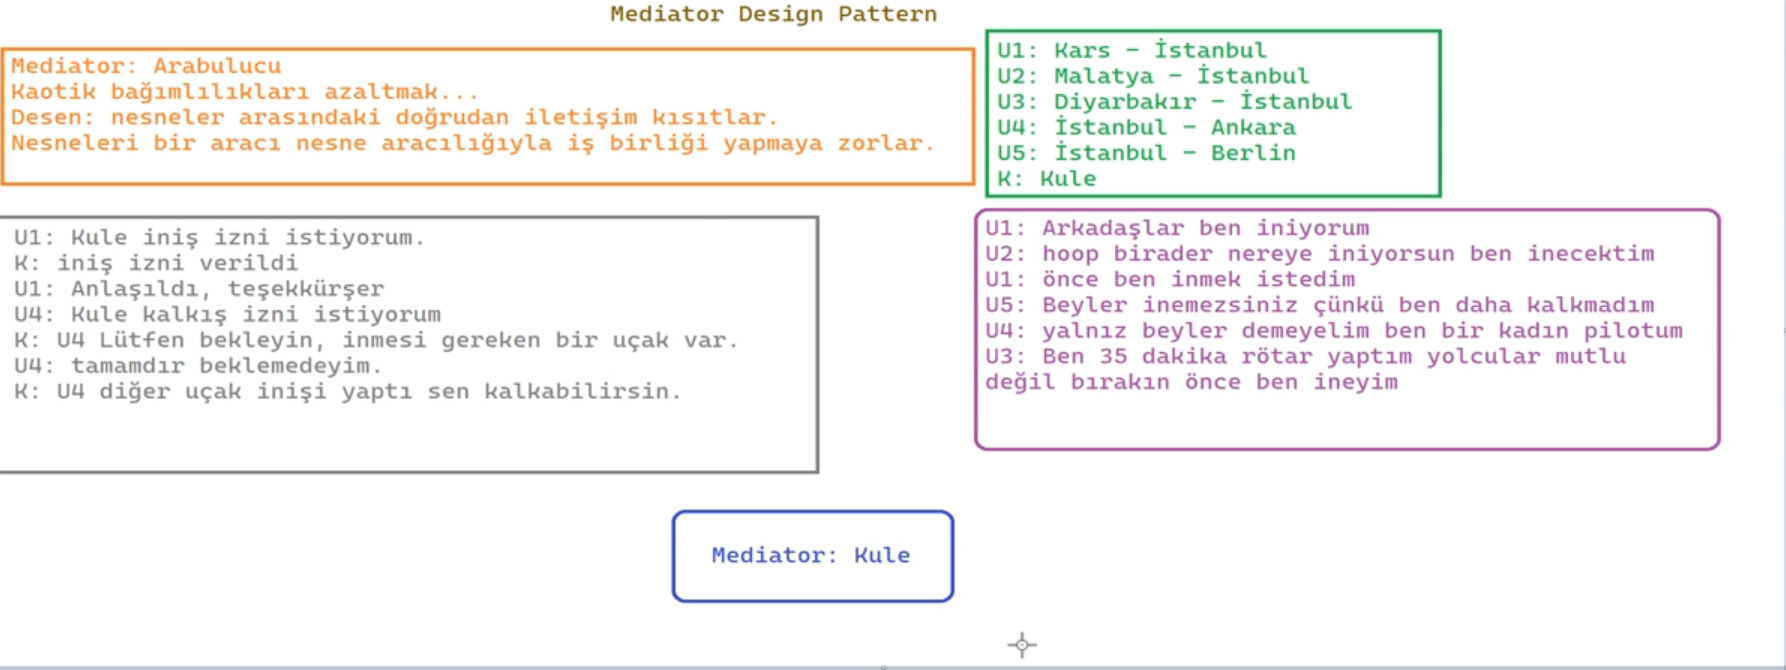 Mediator Design Pattern
Mediator: Arabulucu
Kaotik bağımlılıkları azaltmak...
Desen: nesneler arasındaki doğrudan iletişim kısıtlar.
Nesneleri bir aracı nesne aracılığıyla iş birliği yapmaya zorlar.
U1: Kars - İstanbul
U2: Malatya - İstanbul
U3: Diyarbakır - İstanbul
U4: İstanbul - Ankara
U5: İstanbul - Berlin
K: Kule
U1: Kule iniş izni istiyorum.
K: iniş izni verildi
U1: Anlaşıldı, teşekkürşer
U4: Kule kalkış izni istiyorum
K: U4 Lütfen bekleyin, inmesi gereken bir uçak var.
U4: tamamdır beklemedeyim.
K: U4 diğer uçak inişi yaptı sen kalkabilirsin.
U1: Arkadaşlar ben iniyorum
U2: hoop birader nereye iniyorsun ben inecektim
U1: önce ben inmek istedim
U5: Beyler inemezsiniz çünkü ben daha kalkmadım
U4: yalnız beyler demeyelim ben bir kadın pilotum
U3: Ben 35 dakika rötar yaptım yolcular mutlu
değil bırakın önce ben ineyim
Mediator: Kule